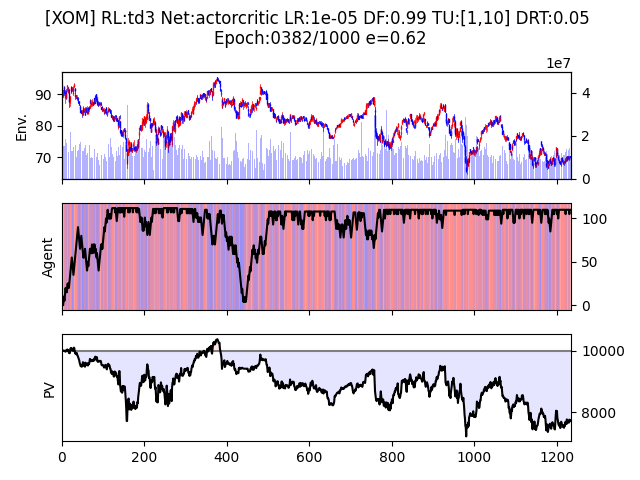 [XOM] RL:td3 Net:actorcritic LR:1e-05 DF:0.99 TU:[1,10] DRT:0.05
Epoch:0382/1000 e=0.62
1e7
Env.
90
80
70
4
2
0
Agent
100
50
0
PV
10000
8000
0 200 400 600 800 1000 1200